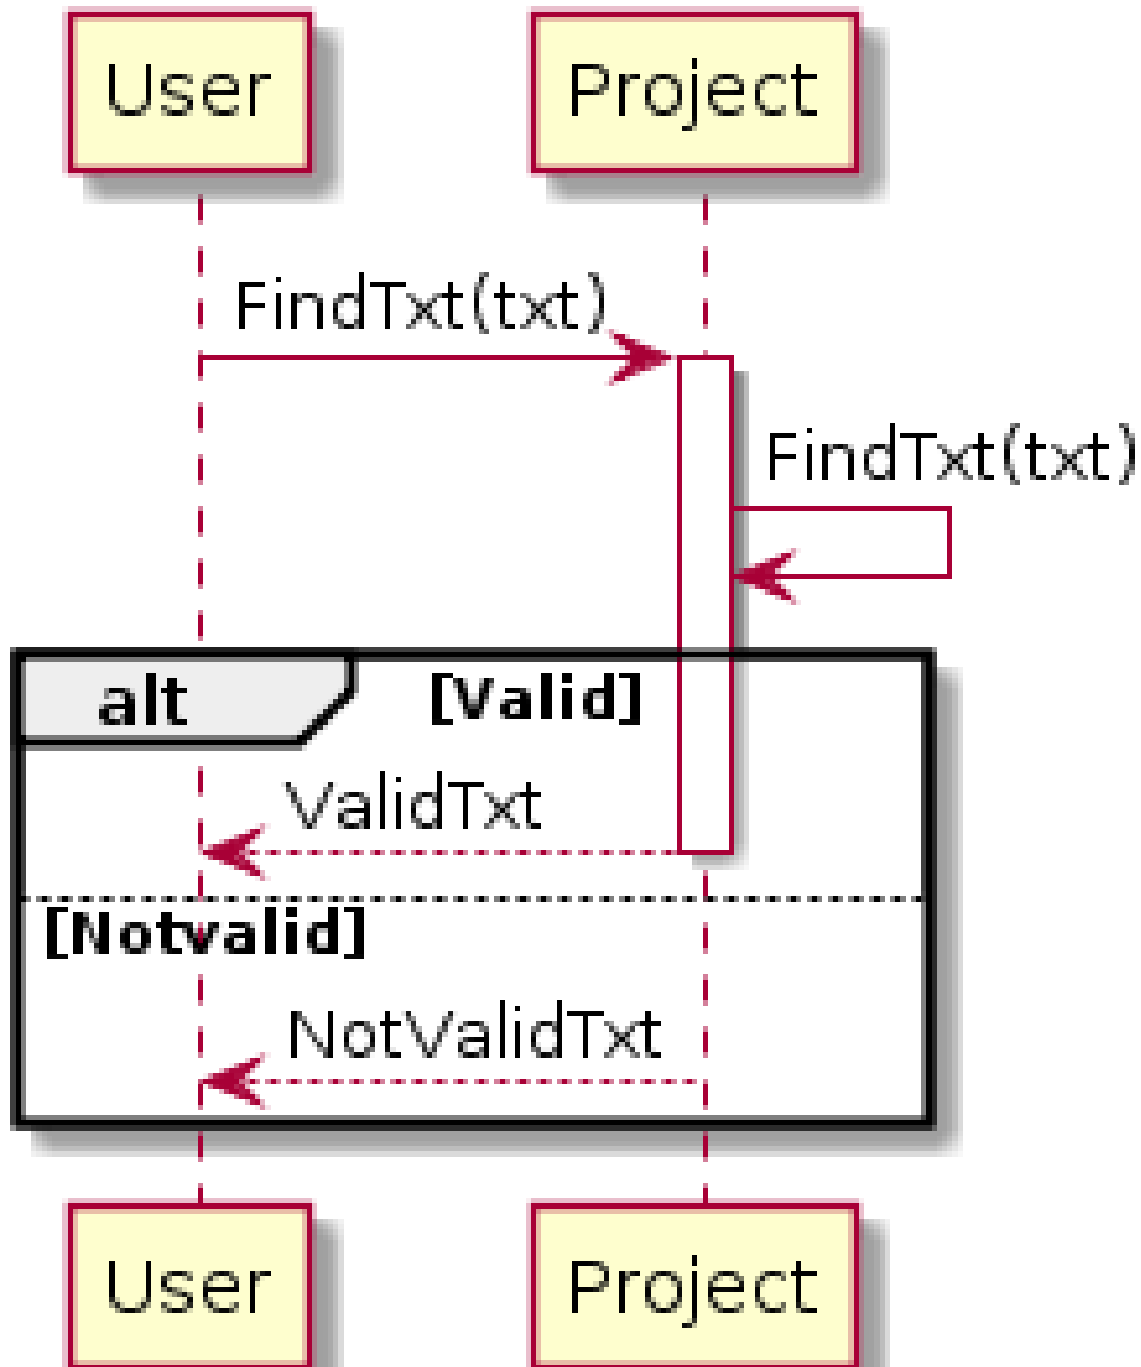 User
Project
FindTxt(txt)
FindTxt(txt)
alt
[Valid]
ValidTxt
[Notvalid]
NotValidTxt
User
Project